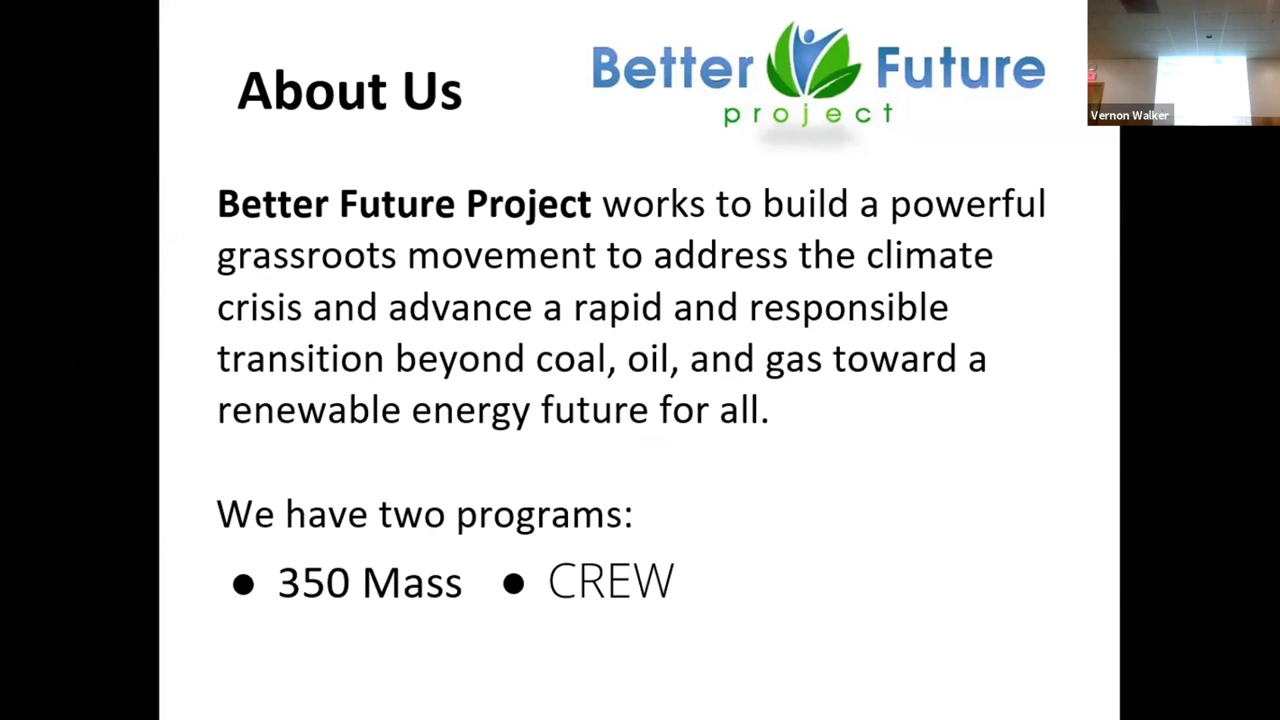 About Us
Better Future
project
Vernon Walker
Better Future Project works to build a powerful
grassroots movement to address the climate
crisis and advance a rapid and responsible
transition beyond coal, oil, and gas toward a
renewable energy future for all.
We have two programs:
● 350 Mass ● CREW